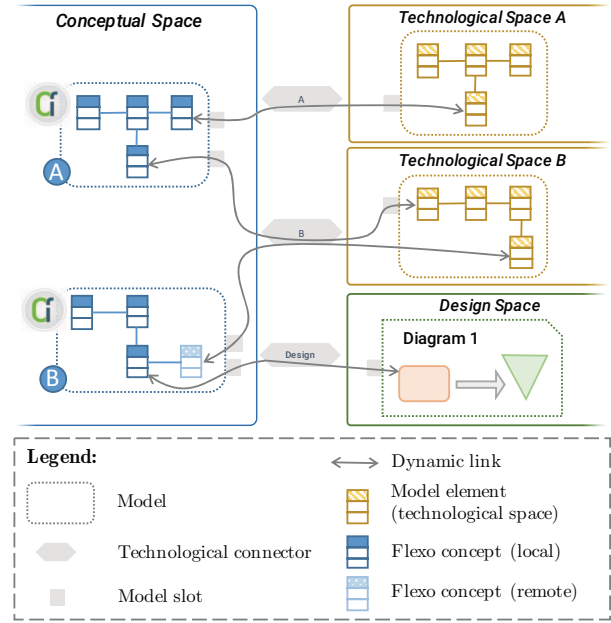 Conceptual Space
Technological Space A
A
A
Technological Space B
B
B
Design Space
Diagram 1
Design
Legend:
Model
Technological connector
Model slot
Dynamic link
Model element
(technological space)
Flexo concept (local)
Flexo concept (remote)